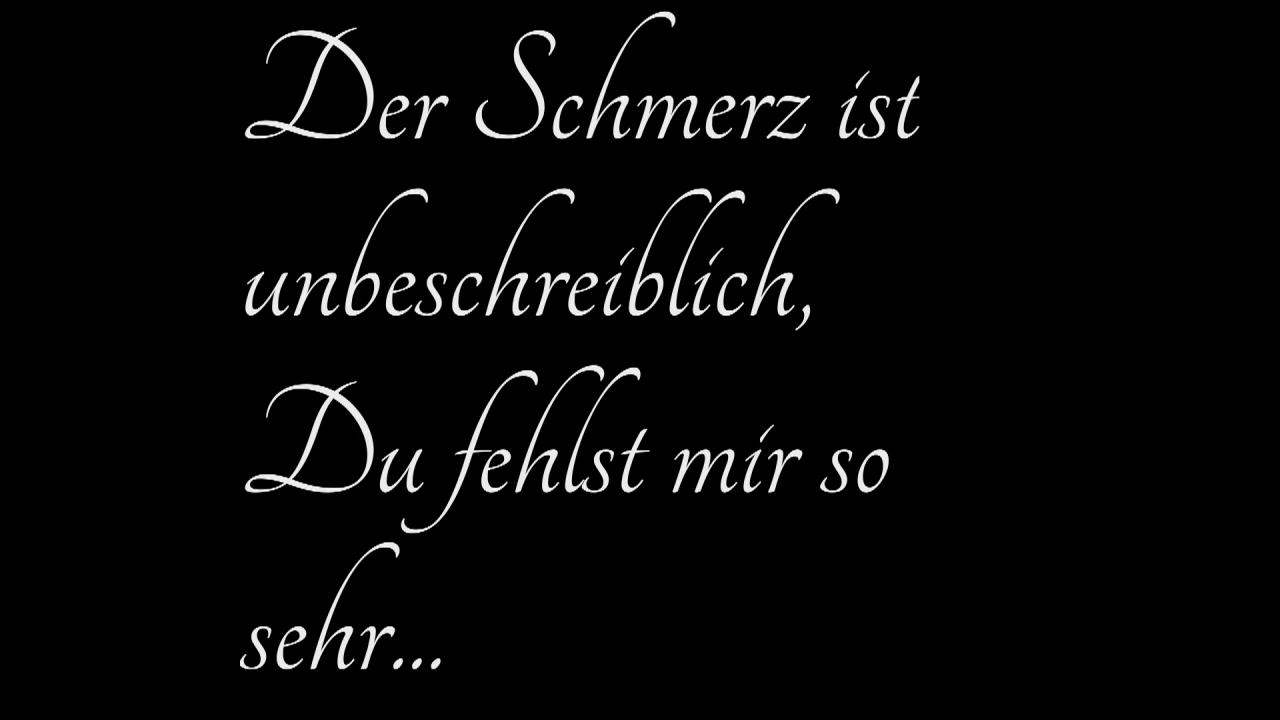 Der Schmerz ist
unbeschreiblich,
Du fehlst mir so
sehr...